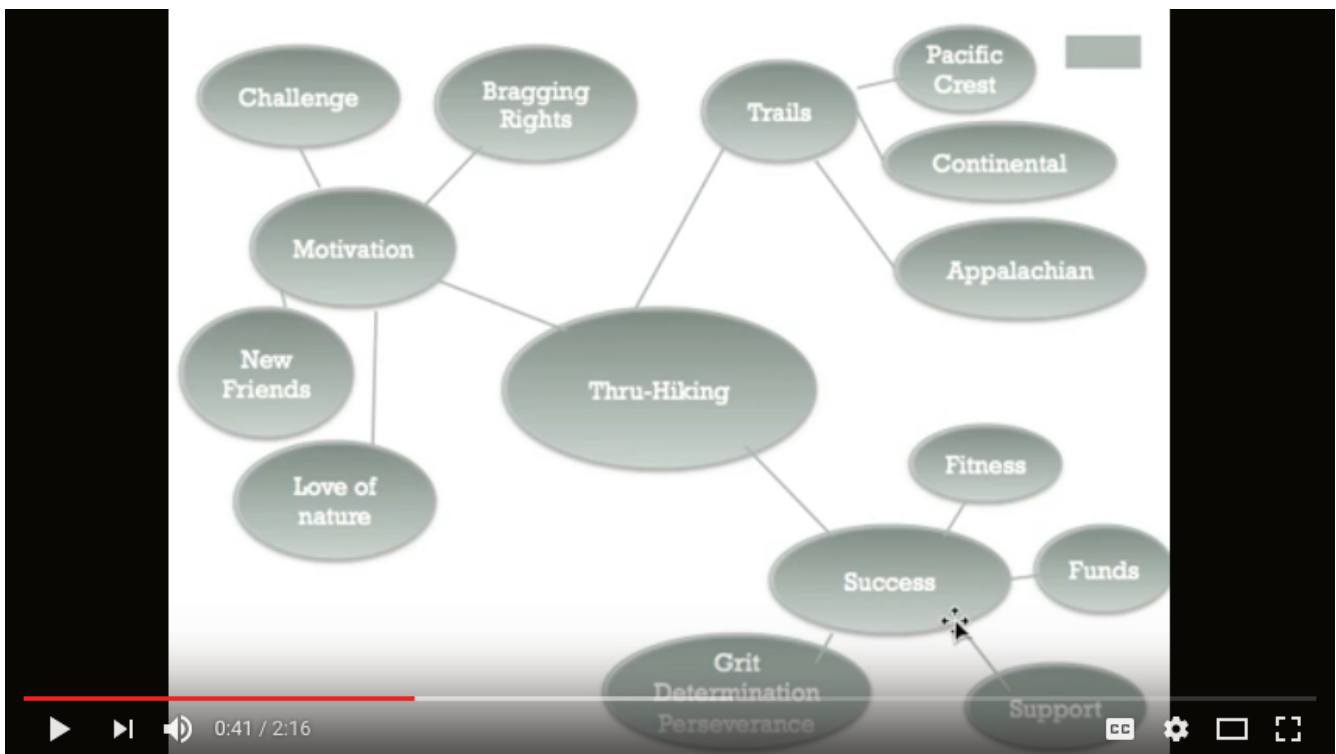 Challenge
Bragging
Rights
Motivation
New
Friends
Love of
nature
Thru-Hiking
Trails
Pacific
Crest
Continental
Appalachian
Success
Fitness
Funds
Grit
Determination
Perseverance
Support
0:41 / 2:16
CC